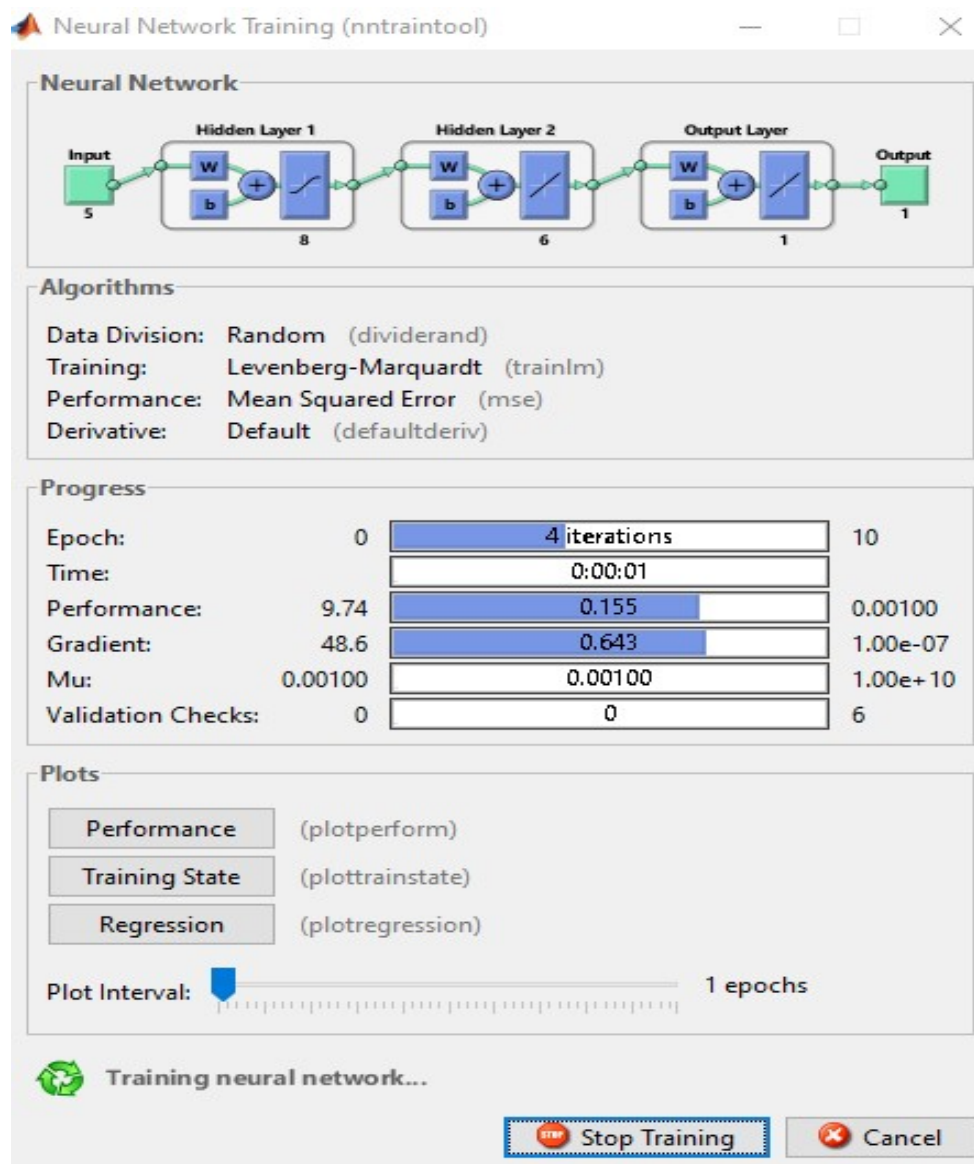 Neural Network Training (nntraintool)
Neural Network
Hidden Layer 1 Hidden Layer 2 Output Layer
Input Output
W W W
b b b
5 8 6 1 1
Algorithms
Data Division: Random (dividerand)
Training: Levenberg-Marquardt (trainlm)
Performance: Mean Squared Error (mse)
Derivative: Default (defaultderiv)
Progress
Epoch: 0 4 iterations 10
Time: 0:00:01
Performance: 9.74 0.155 0.00100
Gradient: 48.6 0.643 1.00e-07
Mu: 0.00100 0.00100 1.00e+10
Validation Checks: 0 0 6
Plots
Performance (plotperform)
Training State (plottrainstate)
Regression (plotregression)
Plot Interval: 1 epochs
Training neural network...
STOP Stop Training Cancel